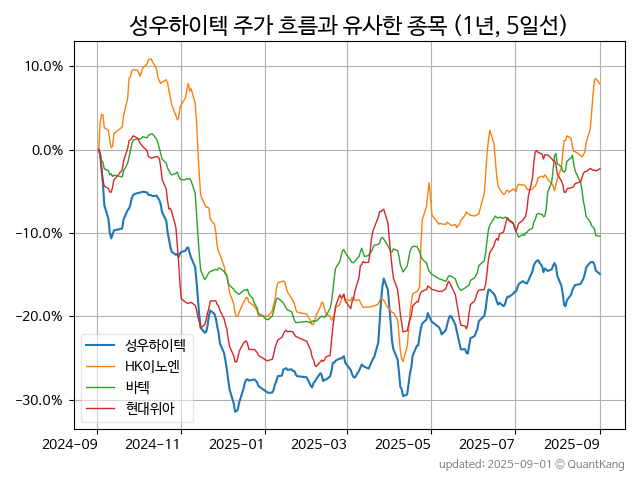 성우하이텍 주가 흐름과 유사한 종목 (1년, 5일선)
10.0%
0.0%
-10.0%
-20.0%
-30.0%
성우하이텍
HK이노엔
바텍
현대위아
2024-09 2024-11 2025-01 2025-03 2025-05 2025-07 2025-09
updated: 2025-09-01 © QuantKang